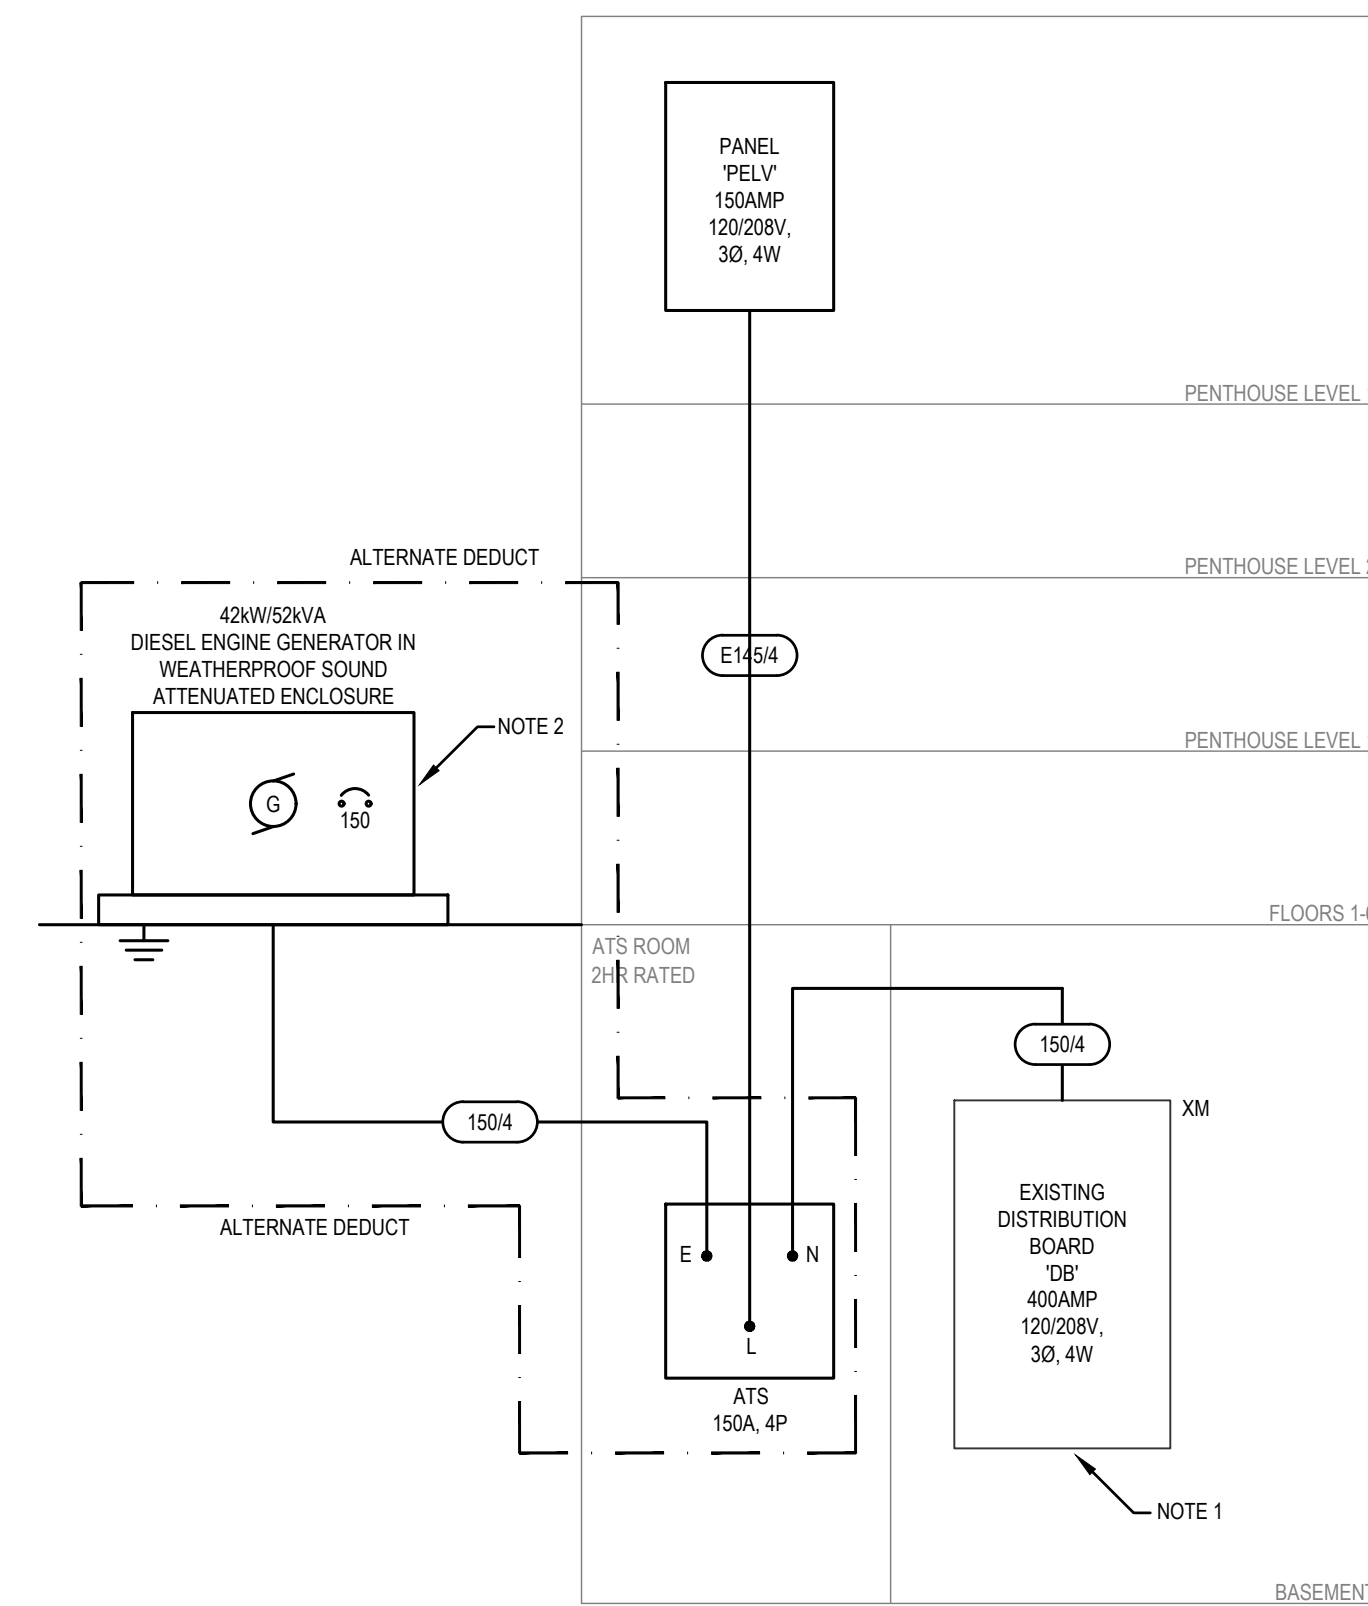 PANEL
'PELV'
150AMP
120/208V,
3Ø, 4W
PENTHOUSE LEVEL
ALTERNATE DEDUCT
PENTHOUSE LEVEL
42kW/52kVA
DIESEL ENGINE GENERATOR IN
WEATHERPROOF SOUND
ATTENUATED ENCLOSURE
E145/4
NOTE 2
PENTHOUSE LEVEL
G
150
FLOORS 1-
ATS ROOM
2HR RATED
150/4
XM
150/4
EXISTING
DISTRIBUTION
BOARD
'DB'
400AMP
120/208V,
3Ø, 4W
ALTERNATE DEDUCT
E
N
L
ATS
150A, 4P
NOTE 1
BASEMENT